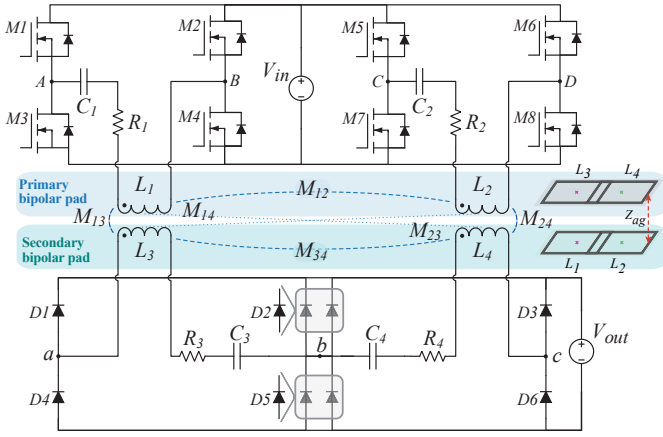 M1
M2
M5
M6
A
B
C
D
C1
C2
Vin
R1
R2
M3
M4
M7
M8
Primary
bipolar pad
L1
M12
L2
L3
L4
M13
M14
M24
zag
Secondary
bipolar pad
L3
M34
M23
L4
L1
L2
D1
D2
D3
R3
C3
b
C4
R4
a
c
Vout
D4
D5
D6